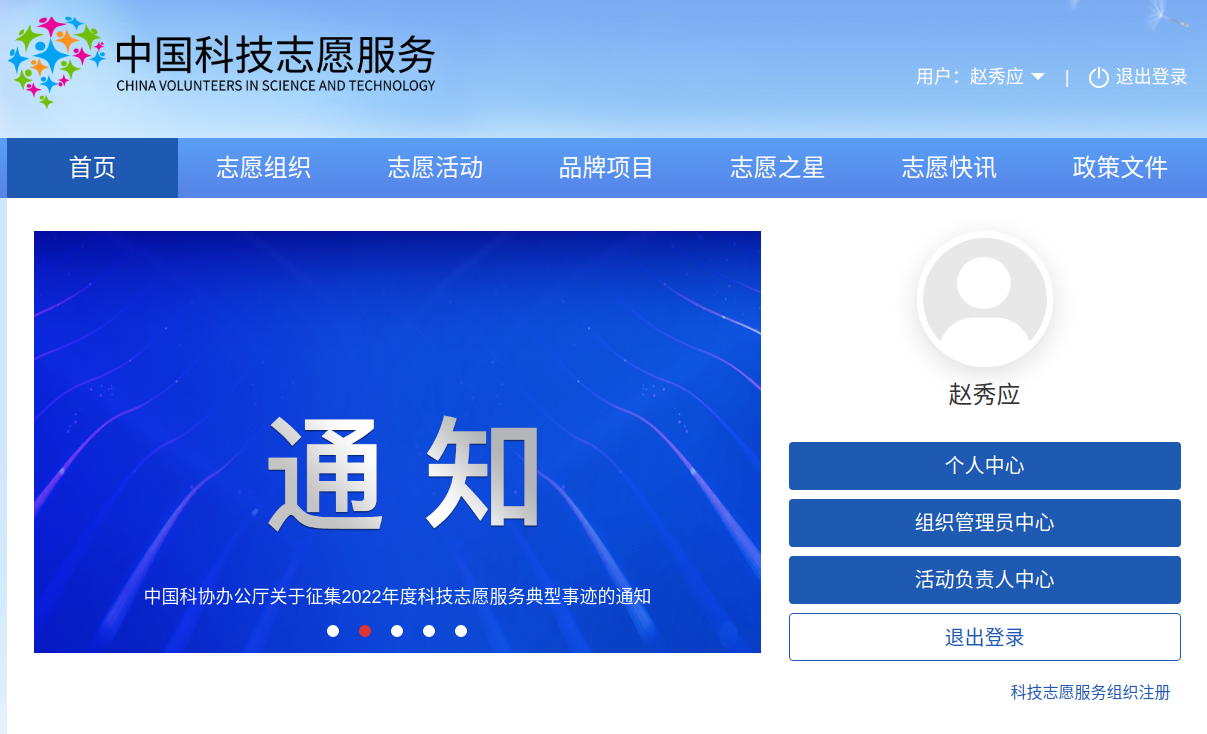 中国科技志愿服务
CHINA VOLUNTEERS IN SCIENCE AND TECHNOLOGY
用户：赵秀应 | 退出登录
首页 志愿组织 志愿活动 品牌项目 志愿之星 志愿快讯 政策文件
通知
中国科协办公厅关于征集2022年度科技志愿服务典型事迹的通知
赵秀应
个人中心
组织管理员中心
活动负责人中心
退出登录
科技志愿服务组织注册